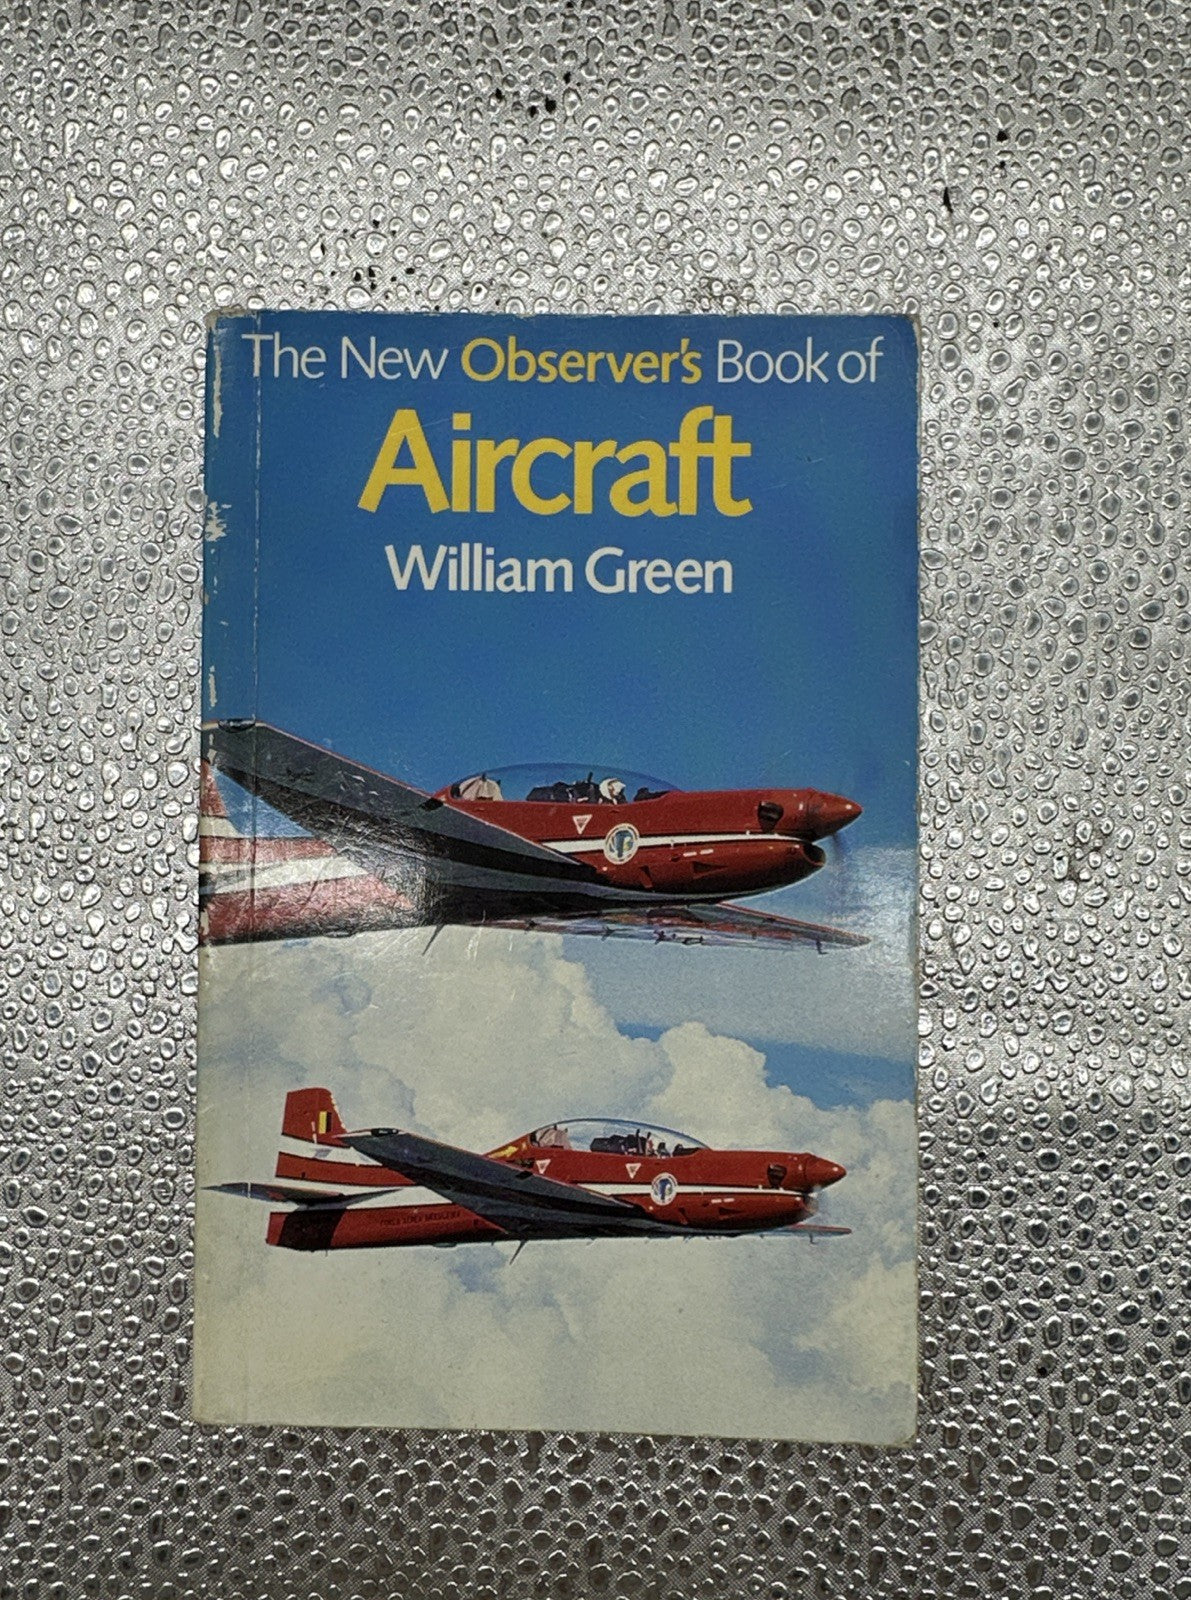 The New Observer's Book of
Aircraft
William Green